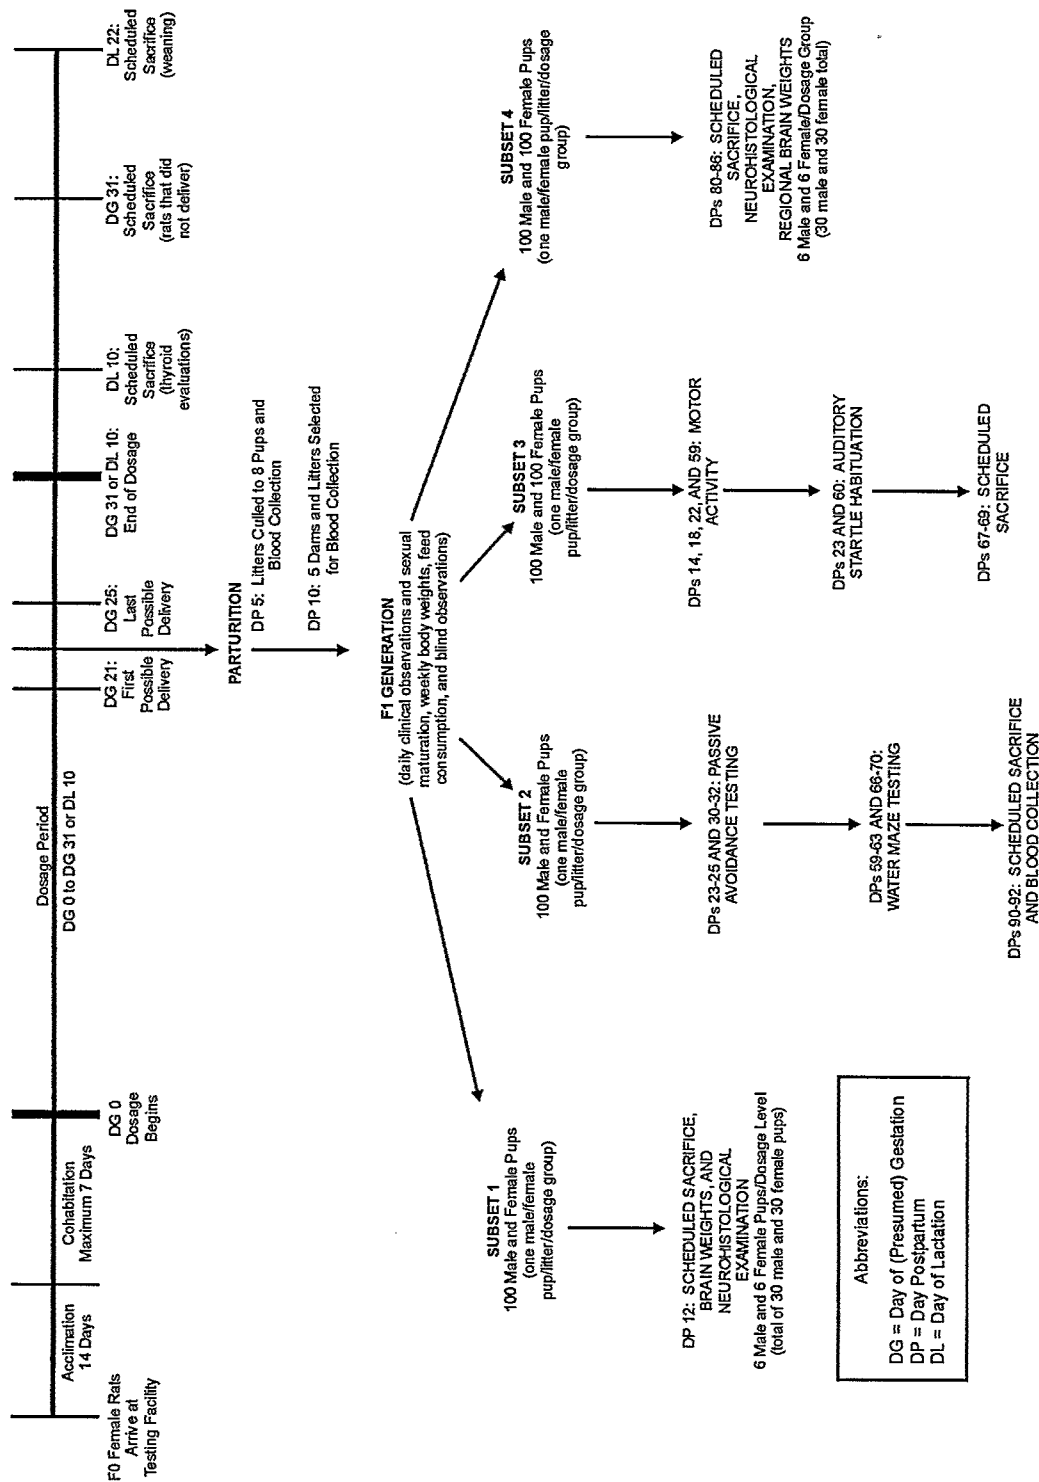 Dosage Period
Acclimation
14 Days
Cohabitation
Maximum 7 Days
DG 0 to DG 31 or DL 10
F0 Female Rats
Arrive at
Testing Facility
DG 0
Dosage
Begins
DG 21:
First
Possible
Delivery
DG 25:
Last
Possible
Delivery
DG 31 or DL 10:
End of Dosage
DL 10:
Scheduled
Sacrifice
(thyroid
evaluations)
DG 31:
Scheduled
Sacrifice
(rats that did
not deliver)
DL 22:
Scheduled
Sacrifice
(weaning)
PARTURITION
DP 5: Litters Culled to 8 Pups and
Blood Collection
DP 10: 5 Dams and Litters Selected
for Blood Collection
F1 GENERATION
(daily clinical observations and sexual
maturation, weekly body weights, feed
consumption, and blind observations)
SUBSET 1
100 Male and Female Pups
(one male/female
pup/litter/dosage group)
DP 12: SCHEDULED SACRIFICE,
BRAIN WEIGHTS, AND
NEUROHISTOLOGICAL
EXAMINATION
6 Male and 6 Female Pups/Dosage Level
(total of 30 male and 30 female pups)
SUBSET 2
100 Male and Female Pups
(one male/female
pup/litter/dosage group)
DPs 23-25 AND 30-32: PASSIVE
AVOIDANCE TESTING
DPs 59-63 AND 66-70:
WATER MAZE TESTING
DPs 90-92: SCHEDULED SACRIFICE
AND BLOOD COLLECTION
SUBSET 3
100 Male and 100 Female Pups
(one male/female
pup/litter/dosage group)
DPs 14, 18, 22, AND 59: MOTOR
ACTIVITY
DPs 23 AND 60: AUDITORY
STARTLE HABITUATION
DPs 67-69: SCHEDULED
SACRIFICE
SUBSET 4
100 Male and 100 Female Pups
(one male/female pup/litter/dosage
group)
DPs 80-86: SCHEDULED
SACRIFICE,
NEUROHISTOLOGICAL
EXAMINATION,
REGIONAL BRAIN WEIGHTS
6 Male and 6 Female/Dosage Group
(30 male and 30 female total)
Abbreviations:
DG = Day of (Presumed) Gestation
DP = Day Postpartum
DL = Day of Lactation